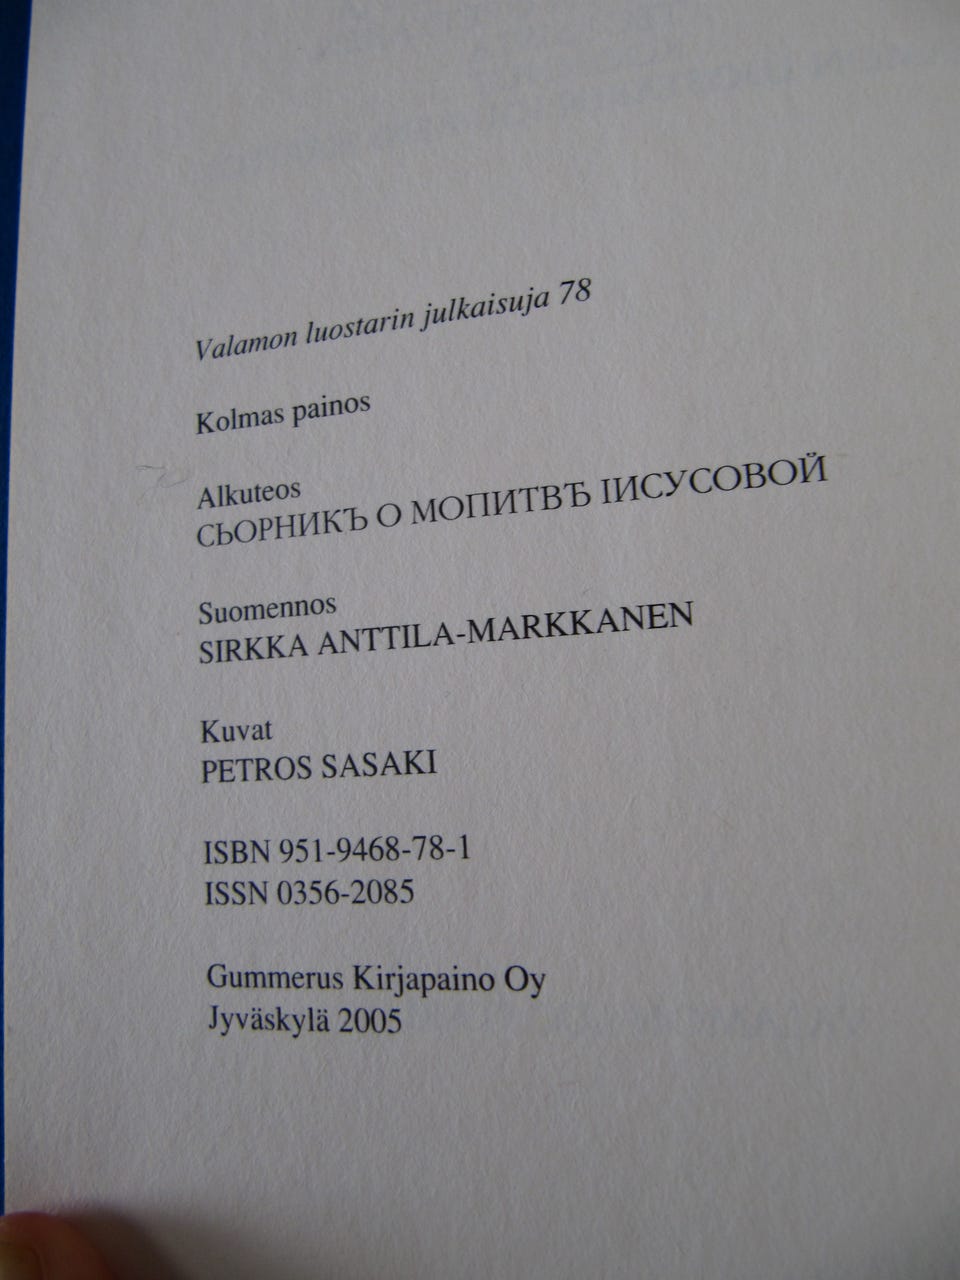 Valamon luostarin julkaisuja 78
Kolmas painos
Alkuteos
СЬОРНИКЪ О МОПИТВЪ ІИСУСОВОЙ
Suomennos
SIRKKA ANTTILA-MARKKANEN
Kuvat
PETROS SASAKI
ISBN 951-9468-78-1
ISSN 0356-2085
Gummerus Kirjapaino Oy
Jyväskylä 2005